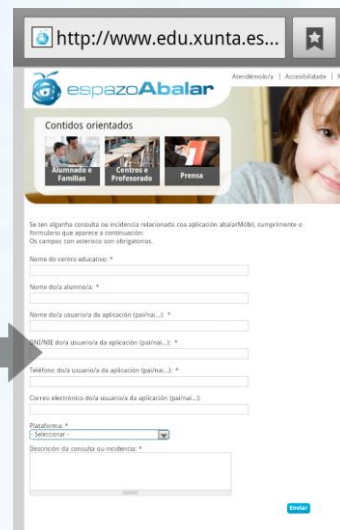 http://www.edu.xunta.es...
Atendémolo/a | Accesibilidade |
espazoAbalar
Contidos orientados
Alumnado e Familias
Centros e Profesorado
Prensa
Se ten algunha consulta ou incidencia relacionada coa aplicación abalarMóbil, cumprimente o
formulario que aparece a continuación:
Os campos con asterisco son obrigatorios.
Nome do centro educativo: *
Nome do/a alumno/a: *
Nome do/a usuario/a da aplicación (pai/nai...): *
DNI/NIE do/a usuario/a da aplicación (pai/nai...): *
Teléfono do/a usuario/a da aplicación (pai/nai...): *
Correo electrónico do/a usuario/a da aplicación (pai/nai...):
Plataforma: *
- Seleccionar -
Descrición da consulta ou incidencia: *
Enviar